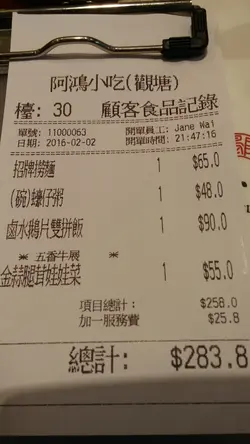 阿鴻小吃(觀塘)
檯: 30 顧客食品記錄
單號: 11000063 開單員工: Jane Wai
日期: 2016-02-02 開單時間: 21:47:16
招牌撈麵 1 $65.0
(碗)蠔仔粥 1 $48.0
鹵水鵝片雙拼飯 1 $90.0
* 五香牛展 *
金蒜腿茸娃娃菜 1 $55.0
項目總計: $258.0
加一服務費 $25.8
總計: $283.8